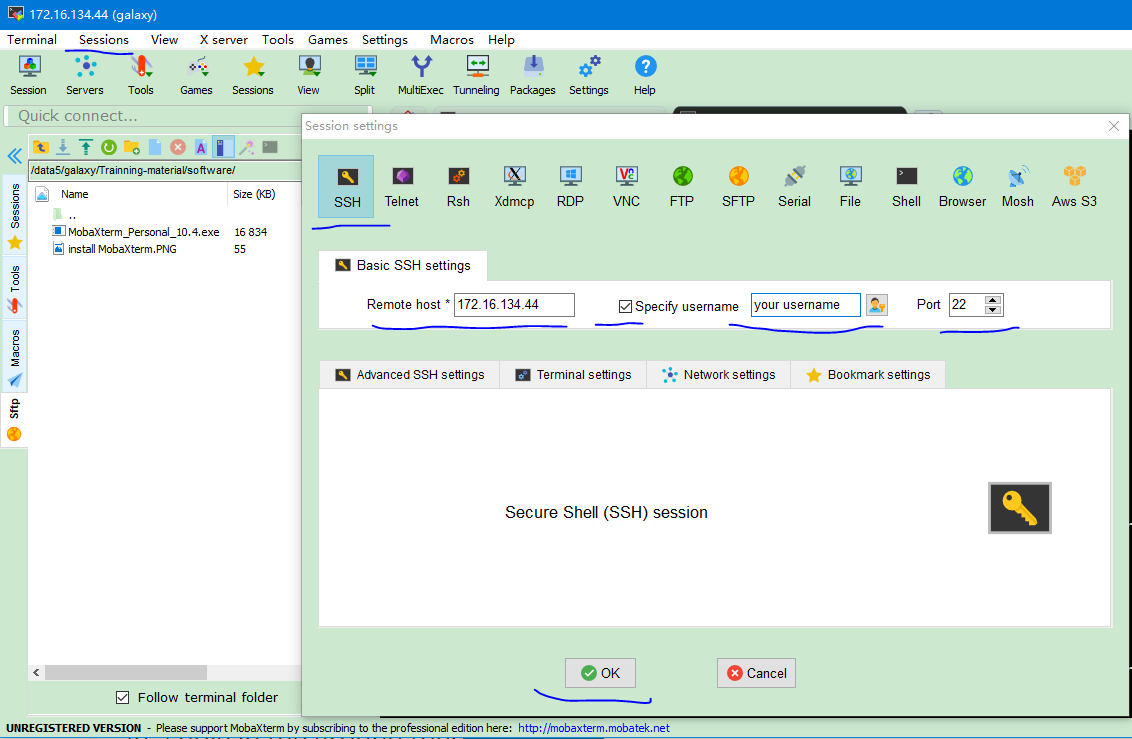 172.16.134.44 (galaxy)
Terminal Sessions View X server Tools Games Settings Macros Help
Session Servers Tools Games Sessions View Split MultiExec Tunneling Packages Settings Help
Quick connect...
/data5/galaxy/Trainning-material/software/
Name Size (KB)
..
MobaXterm_Personal_10.4.exe 16 834
install MobaXterm.PNG 55
Sessions
Tools
Macros
Sftp
Follow terminal folder
Session settings
SSH Telnet Rsh Xdmcp RDP VNC FTP SFTP Serial File Shell Browser Mosh Aws S3
Basic SSH settings
Remote host * 172.16.134.44 Specify username your username Port 22
Advanced SSH settings Terminal settings Network settings Bookmark settings
Secure Shell (SSH) session
OK Cancel
UNREGISTERED VERSION - Please support MobaXterm by subscribing to the professional edition here: http://mobaxterm.mobatek.net